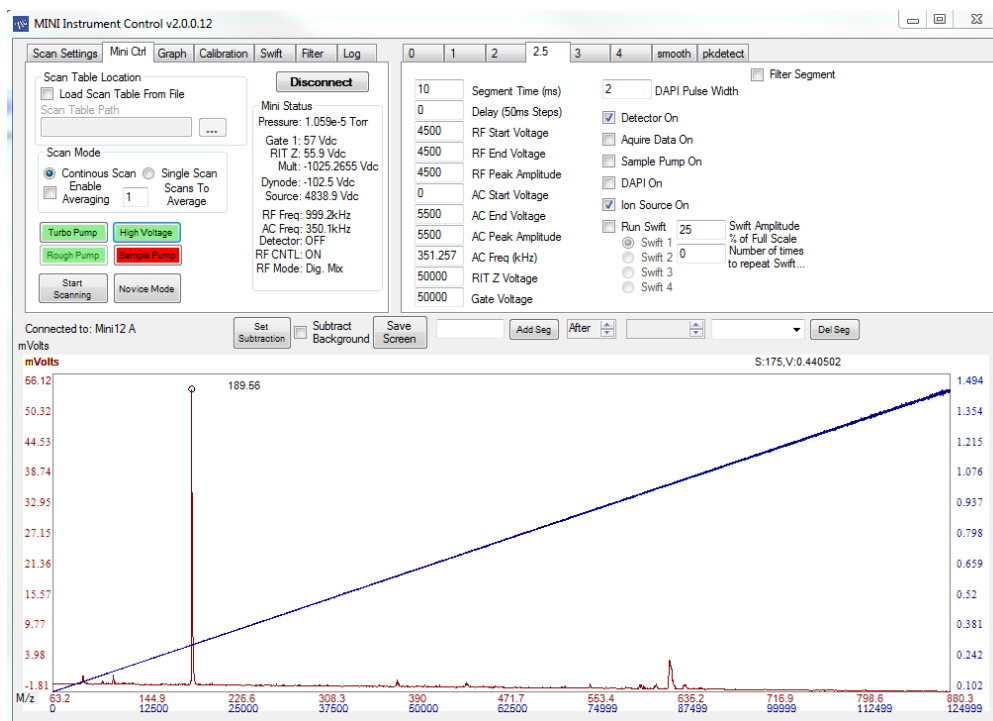 MINI Instrument Control v2.0.0.12
Scan Settings Mini Ctrl Graph Calibration Swift Filter Log
Scan Table Location
Load Scan Table From File
Scan Table Path
...
Scan Mode
Continous Scan Single Scan
Enable Averaging 1 Scans To Average
Turbo Pump High Voltage
Rough Pump Sample Pump
Start Scanning Novice Mode
Disconnect
Mini Status
Pressure: 1.059e-5 Torr
Gate 1: 57 Vdc
RIT Z: 55.9 Vdc
Mult: -1025.2655 Vdc
Dynode: -102.5 Vdc
Source: 4838.9 Vdc
RF Freq: 999.2kHz
AC Freq: 350.1kHz
Detector: OFF
RF CNTL: ON
RF Mode: Dig. Mix
0 1 2 2.5 3 4 smooth pkdetect
10 Segment Time (ms)
0 Delay (50ms Steps)
4500 RF Start Voltage
4500 RF End Voltage
4500 RF Peak Amplitude
0 AC Start Voltage
5500 AC End Voltage
5500 AC Peak Amplitude
351.257 AC Freq (kHz)
50000 RIT Z Voltage
50000 Gate Voltage
Filter Segment
2 DAPI Pulse Width
Detector On
Aquire Data On
Sample Pump On
DAPI On
Ion Source On
Run Swift 25 Swift Amplitude % of Full Scale
Swift 1
Swift 2 0 Number of times to repeat Swift...
Swift 3
Swift 4
Connected to: Mini12 A
Set Subtraction Subtract Background Save Screen Add Seg After Del Seg
mVolts
mVolts
S:175,V:0.440502
189.56
56.12 1.494
50.32 1.354
44.53 1.215
38.74 1.076
32.95 0.937
27.15 0.798
21.36 0.659
15.57 0.52
9.77 0.381
3.98 0.242
-1.81 0.102
M/z 63.2 144.9 226.6 308.3 390 471.7 553.4 635.2 716.9 798.6 880.3
0 12500 25000 37500 50000 62500 74999 87499 99999 112499 124999